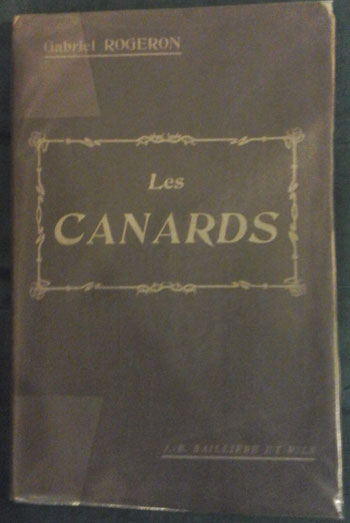 Gabriel ROGERON
Les
CANARDS
J.-B. BAILLIÈRE ET FILS